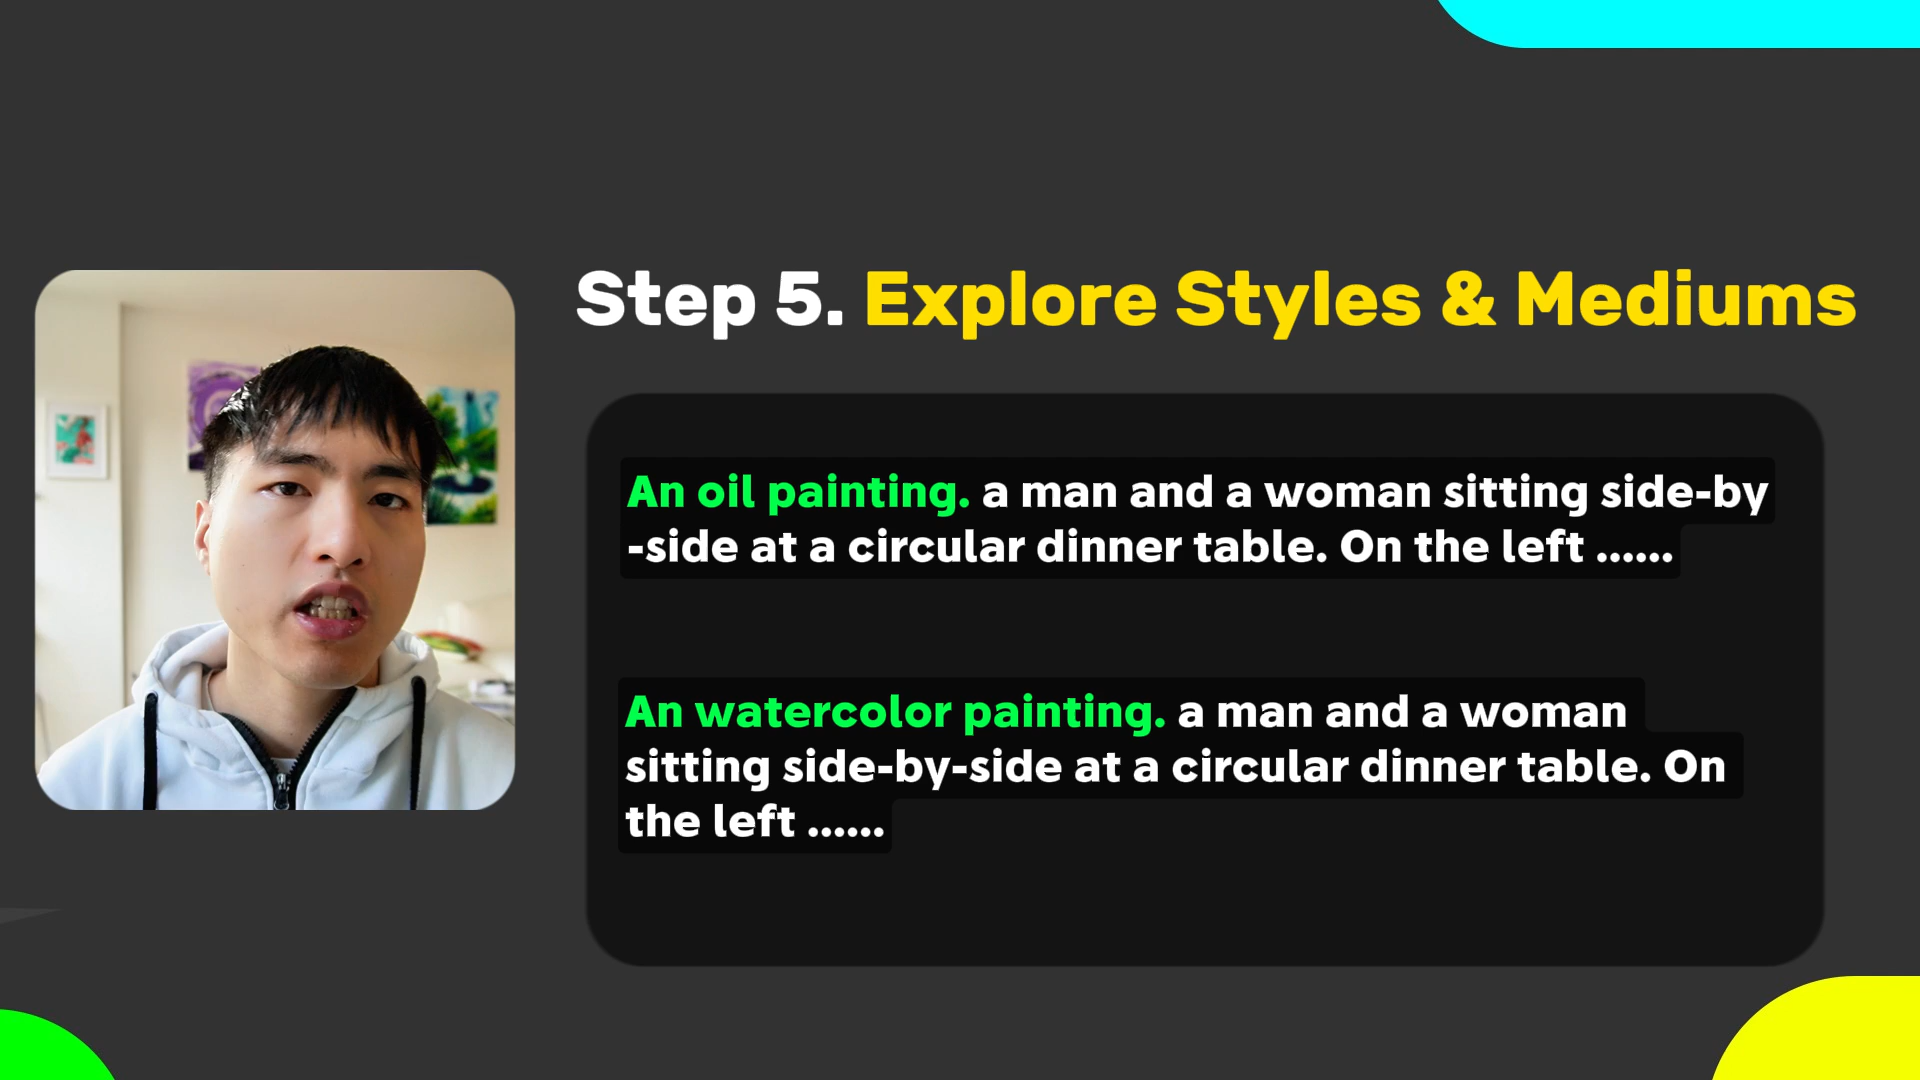 Step 5. Explore Styles & Mediums
An oil painting. a man and a woman sitting side-by
-side at a circular dinner table. On the left ......
An watercolor painting. a man and a woman
sitting side-by-side at a circular dinner table. On
the left ......